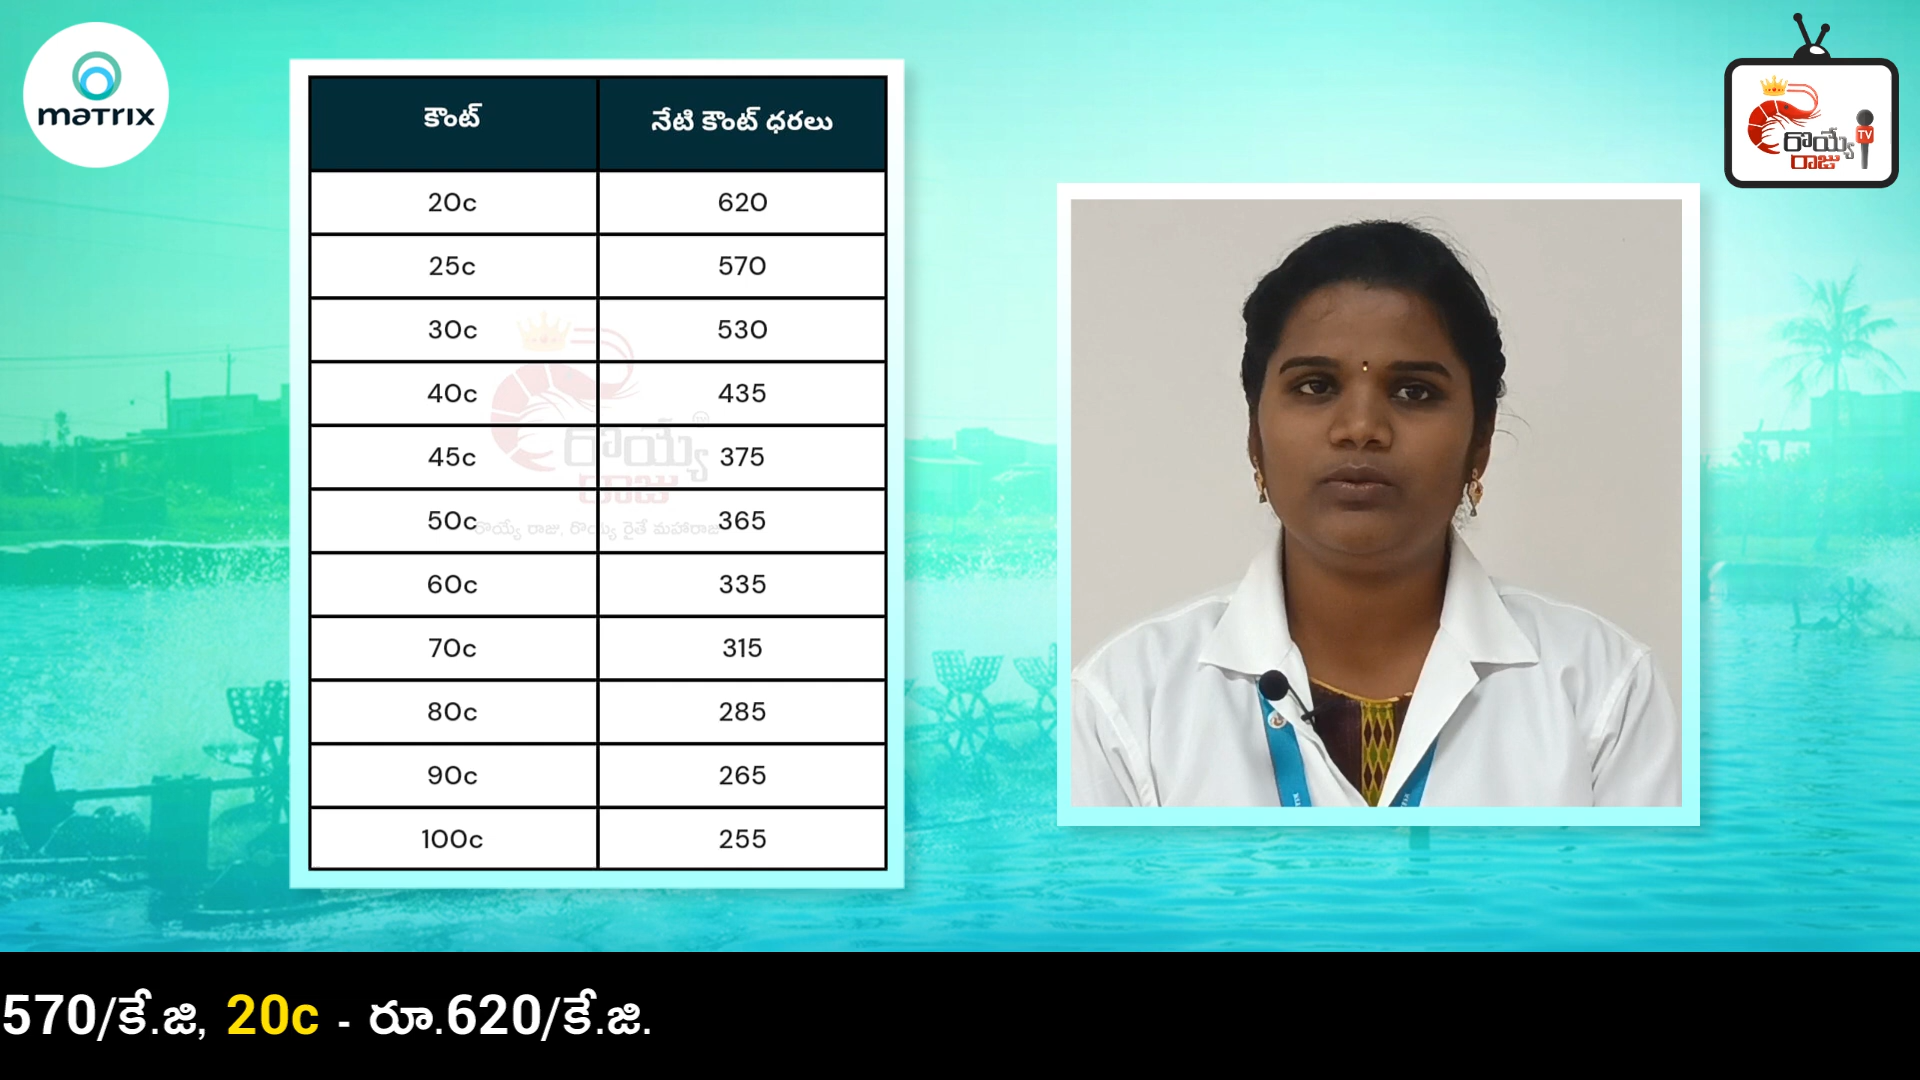 matrix
కౌంట్ నేటి కౌంట్ ధరలు
20c 620
25c 570
30c 530
40c 435
45c 375
50c 365
60c 335
70c 315
80c 285
90c 265
100c 255
రొయ్యే
రాజు
రొయ్యే రాజు, రొయ్య రైతే మహారాజు
రొయ్యే TV
రాజు
570/కే.జి, 20c - రూ.620/కే.జి.